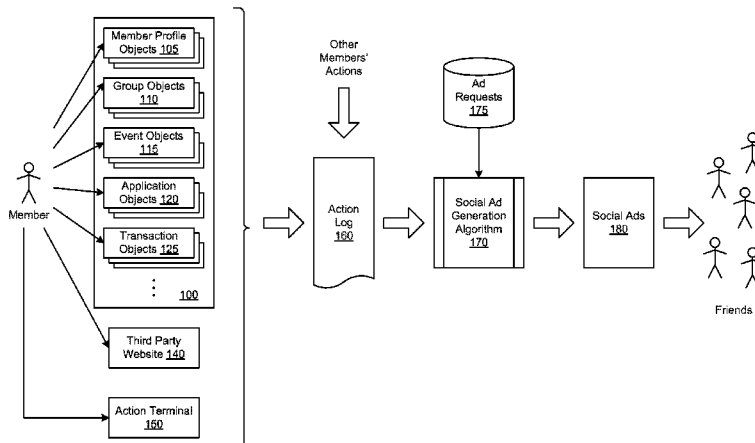 Member Profile
Objects 105
Group Objects
110
Event Objects
115
Application
Objects 120
Transaction
Objects 125
100
Member
Third Party
Website 140
Action Terminal
150
Other
Members'
Actions
Action
Log
160
Ad
Requests
175
Social Ad
Generation
Algorithm
170
Social Ads
180
Friends